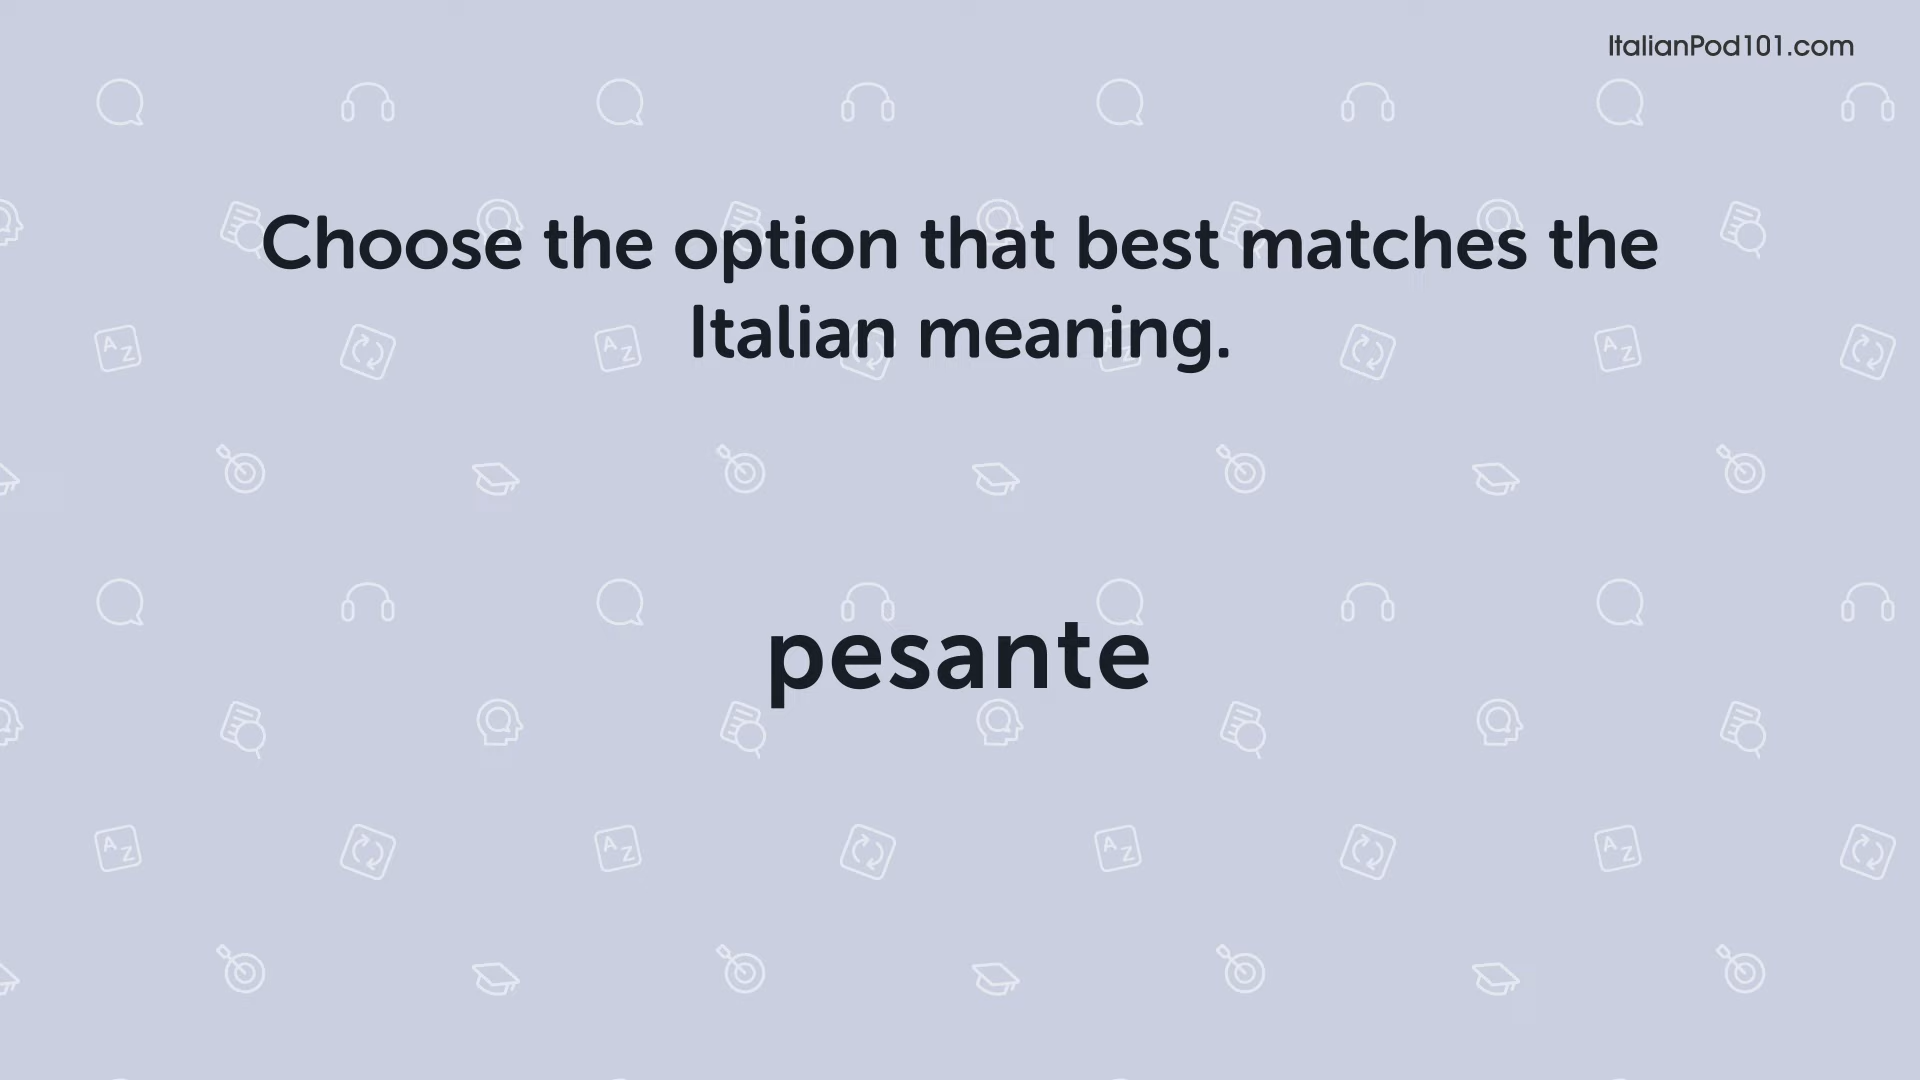 ItalianPod101.com
Choose the option that best matches the
Italian meaning.
pesante